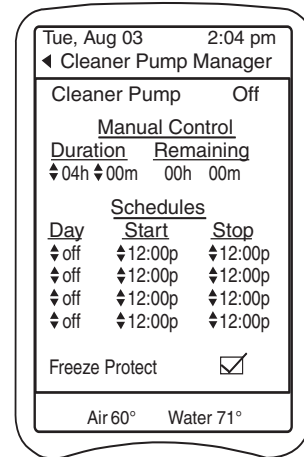 Tue, Aug 03 2:04 pm
◀ Cleaner Pump Manager
Cleaner Pump Off
Manual Control
Duration Remaining
04h 00m 00h 00m
Schedules
Day Start Stop
off 12:00p 12:00p
off 12:00p 12:00p
off 12:00p 12:00p
off 12:00p 12:00p
Freeze Protect
Air 60° Water 71°